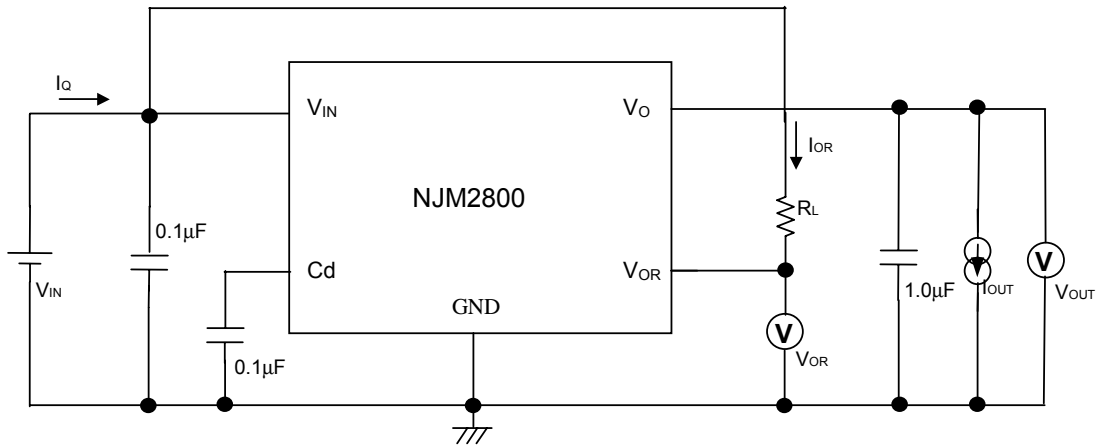 IQ
VIN
VO
IOR
NJM2800
RL
0.1μF
Cd
VOR
VIN
GND
V
1.0μF
IOUT
V
VOUT
0.1μF
VOR